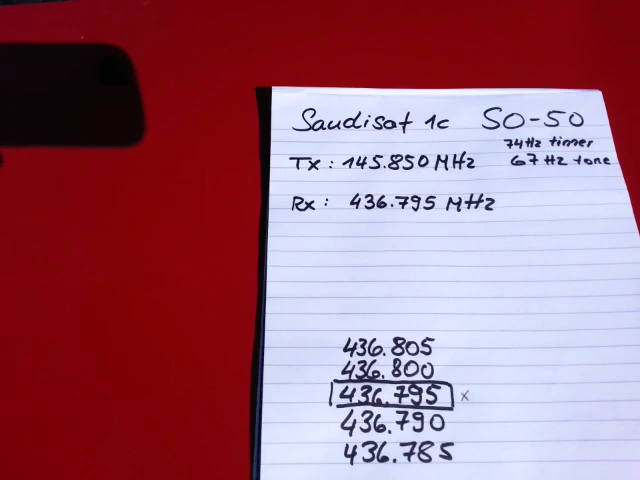 Saudisat 1c SO-50
74Hz timer
TX: 145.850 MHz 67 Hz tone
Rx: 436.795 MHz
436.805
436.800
436.795 x
436.790
436.785